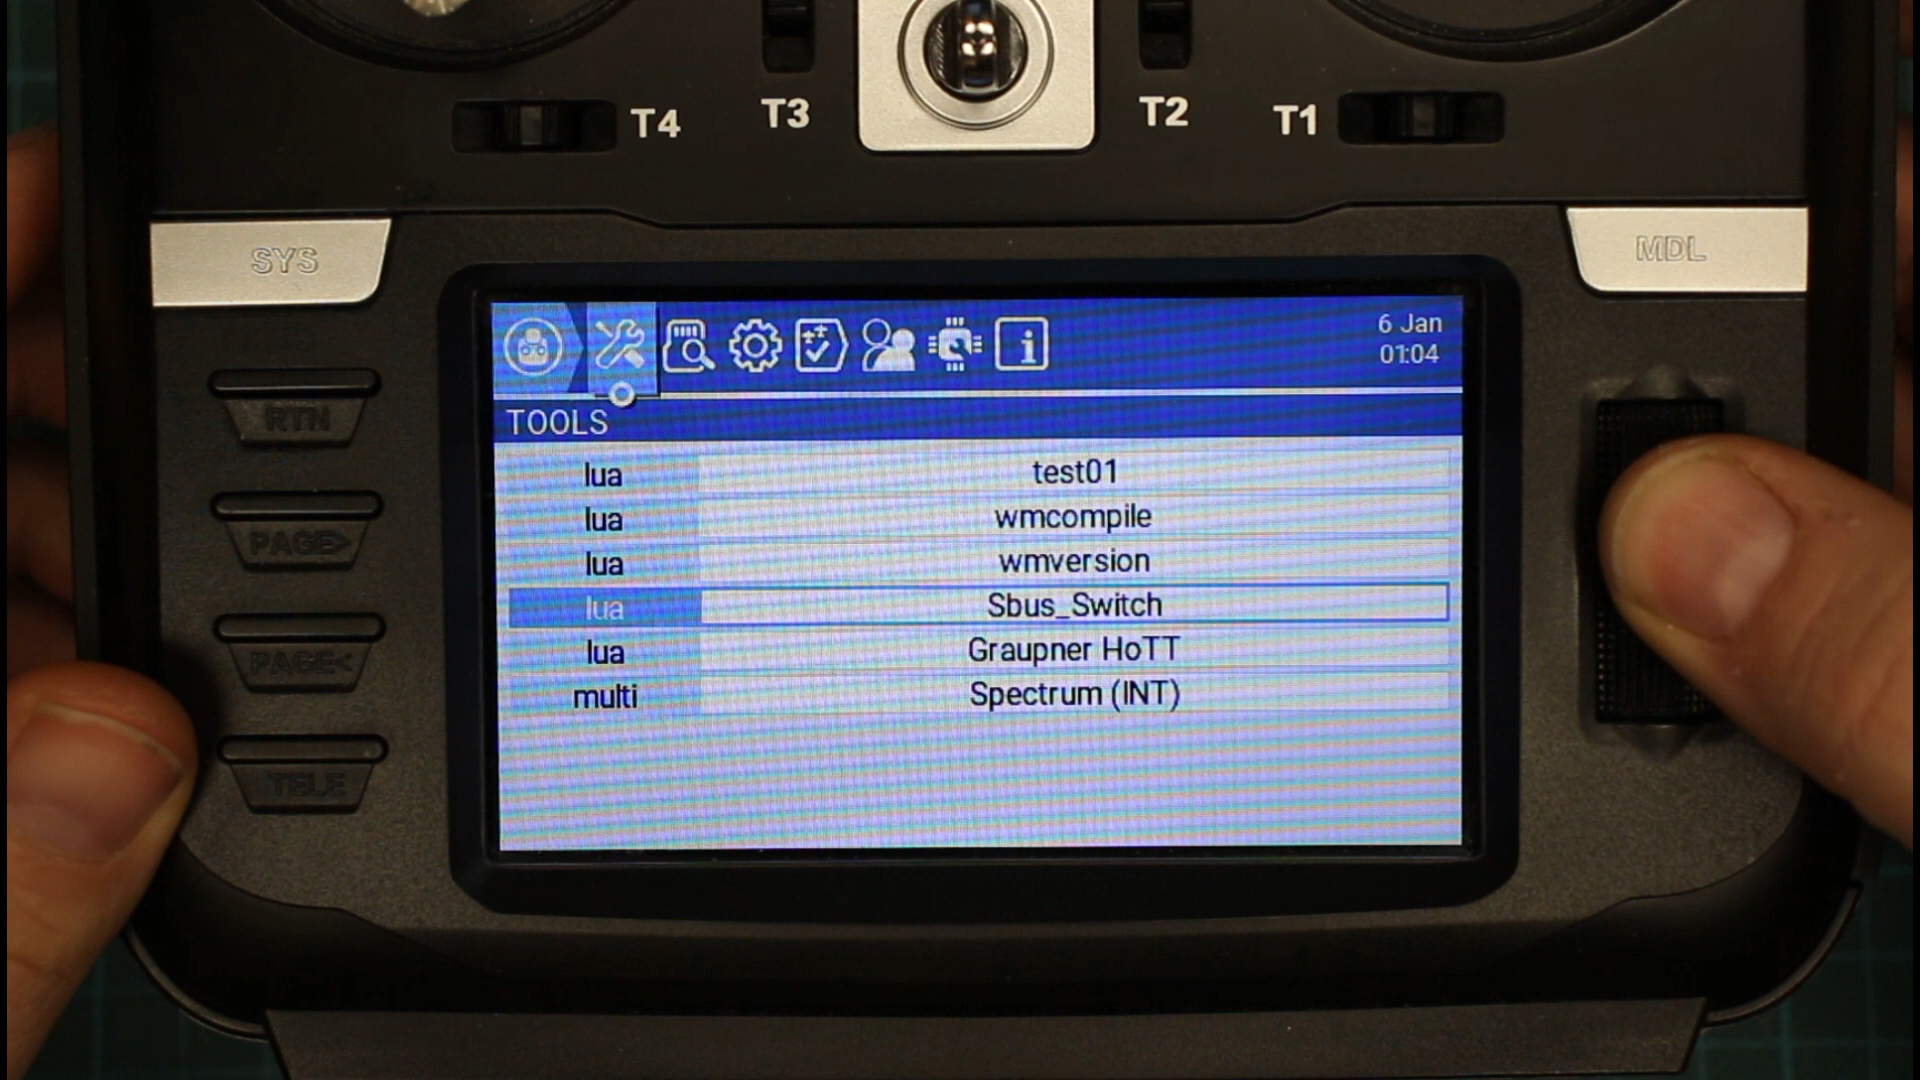 T4 T3 T2 T1
SYS
MDL
6 Jan
01:04
TOOLS
lua test01
lua wmcompile
lua wmversion
lua Sbus_Switch
lua Graupner HoTT
multi Spectrum (INT)
RTN
PAGE>
PAGE<
TELE